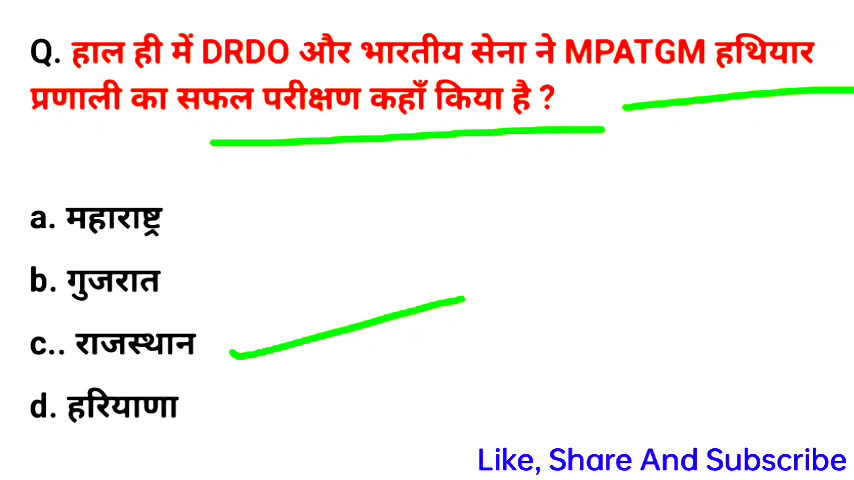 Q. हाल ही में DRDO और भारतीय सेना ने MPATGM हथियार
प्रणाली का सफल परीक्षण कहाँ किया है ?
a. महाराष्ट्र
b. गुजरात
c.. राजस्थान
d. हरियाणा
Like, Share And Subscribe